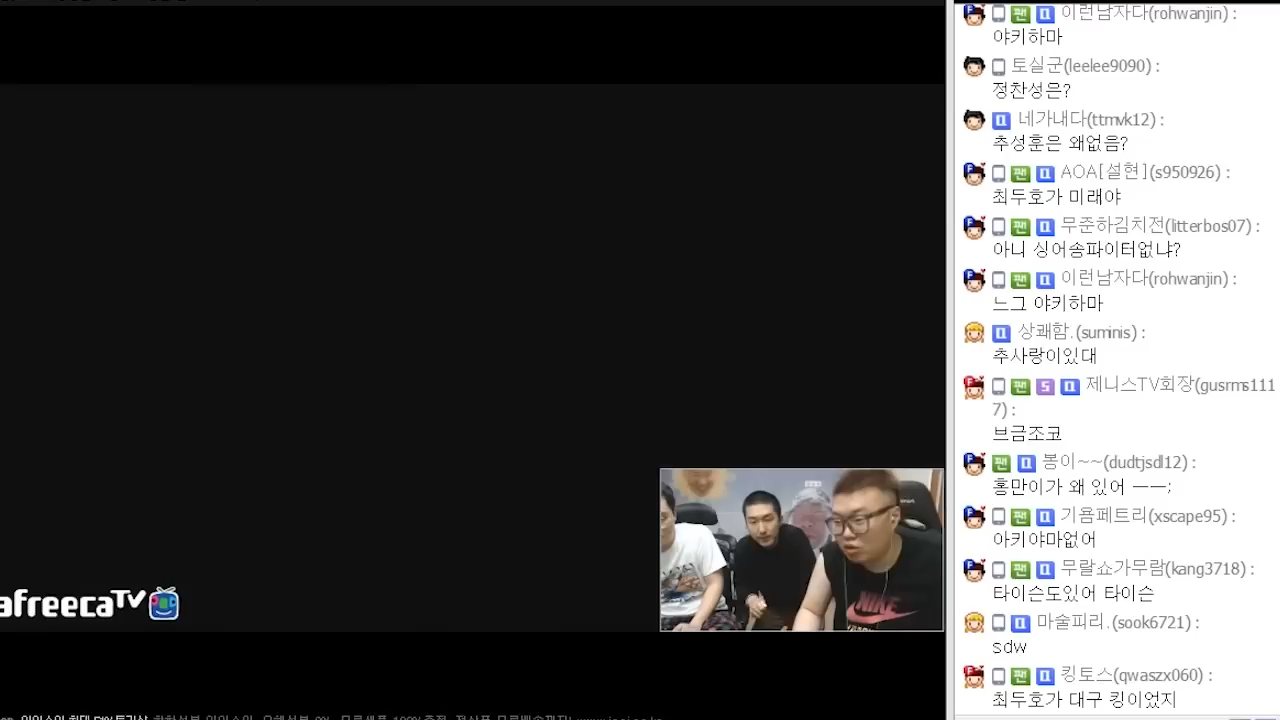 이런남자다(rohwanjin) :
야키하마
토실군(leelee9090) :
정찬성은?
네가내다(ttmvk12) :
추성훈은 왜없음?
AOA[설현](s950926) :
최두호가 미래야
무준하김치전(litterbos07) :
아니 싱어송파이터없냐?
이런남자다(rohwanjin) :
느그 야키하마
상쾌함.(suminis) :
추사랑이있대
제니스TV회장(gusrms111
7) :
브금조코
봉이~~(dudtjsdl12) :
홍만이가 왜 있어 ㅡㅡ;
기욤페트리(xscape95) :
아키야마없어
무랄쇼가무람(kang3718) :
타이슨도있어 타이슨
마술피리.(sook6721) :
sdw
킹토스(qwaszx060) :
최두호가 대구 킹이었지
afreecaTV
NIKE